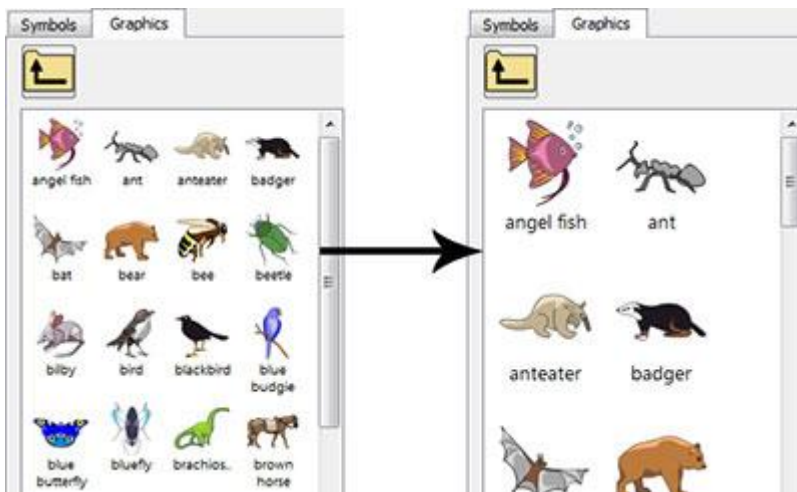 Symbols Graphics
angel fish ant anteater badger
bat bear bee beetle
bilby bird blackbird blue
budgie
blue bluefly brachios.. brown
butterfly horse
Symbols Graphics
angel fish ant
anteater badger